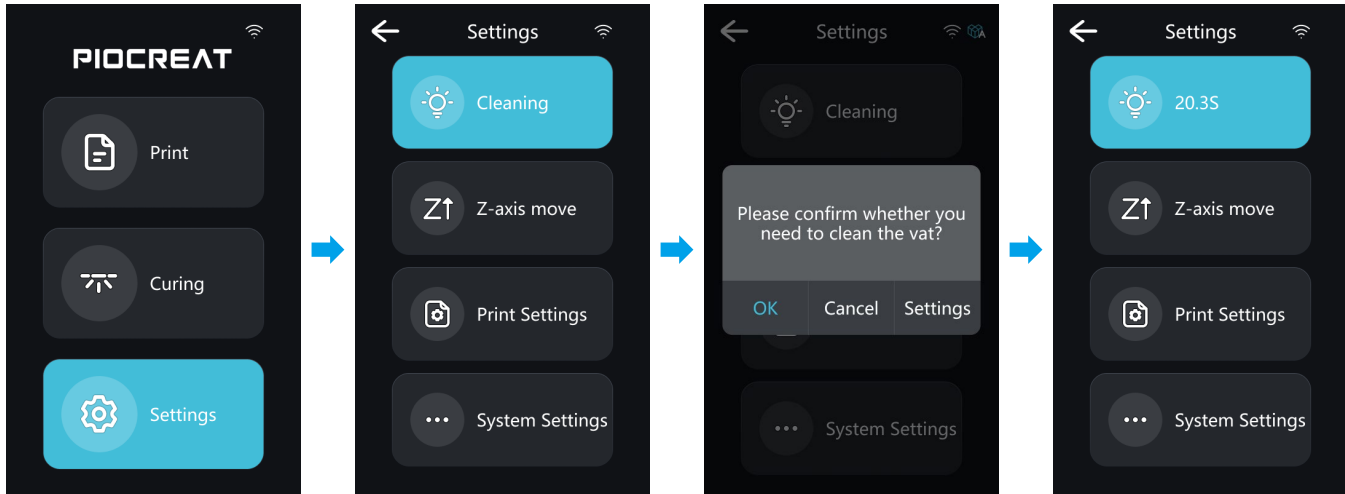 PIOCREAT
Print
Curing
Settings
Settings
Cleaning
Z-axis move
Print Settings
System Settings
Settings
Cleaning
Please confirm whether you
need to clean the vat?
OK
Cancel
Settings
System Settings
Settings
20.3S
Z-axis move
Print Settings
System Settings